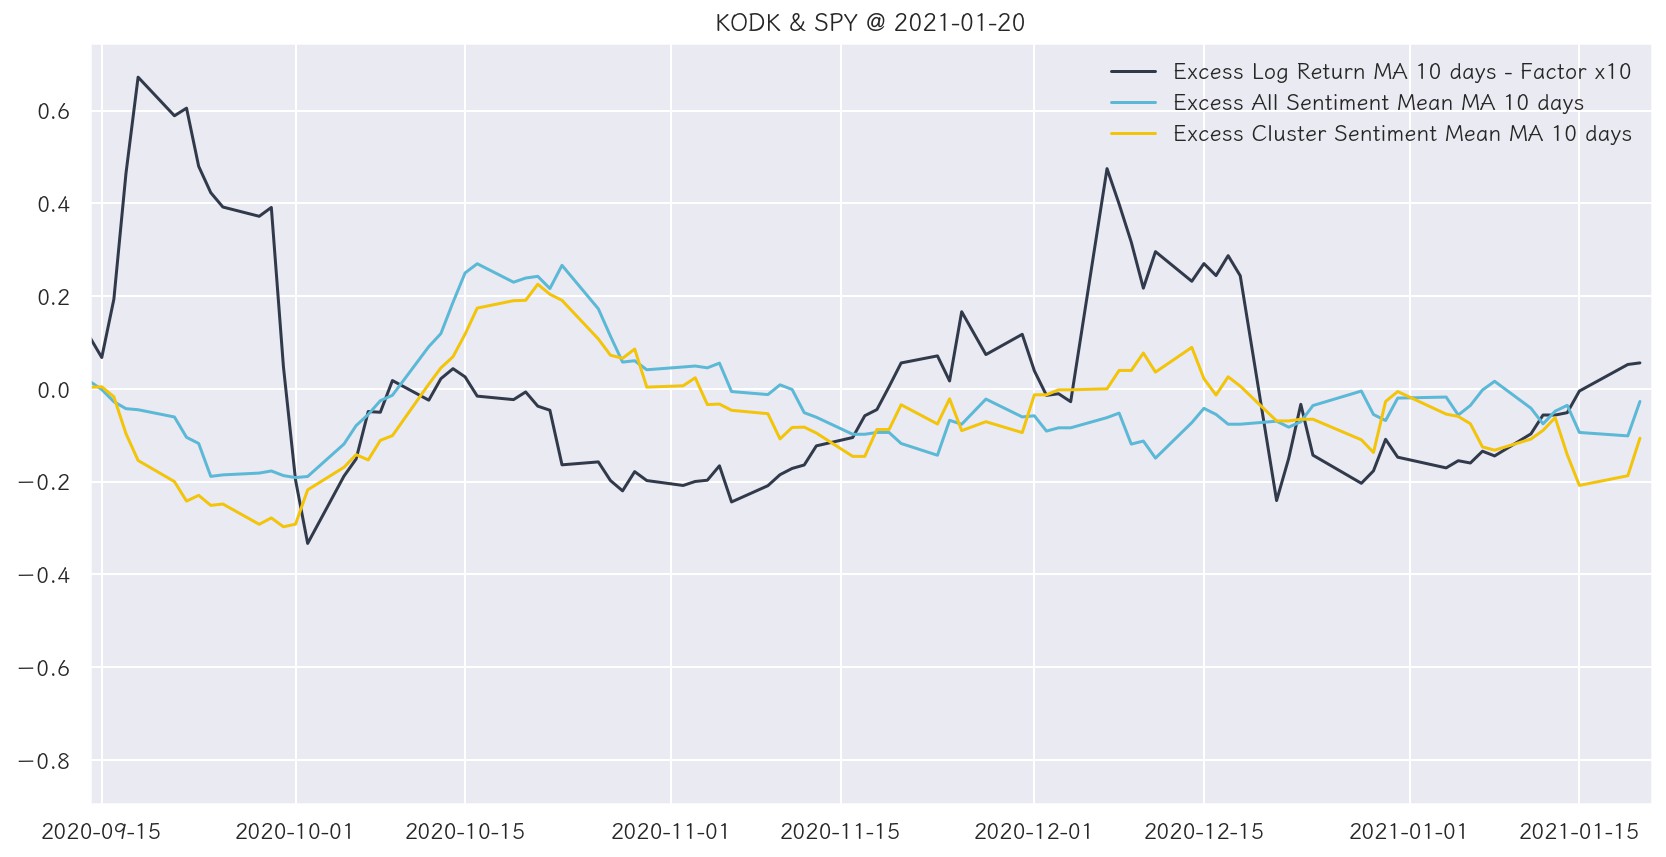 KODK & SPY @ 2021-01-20
Excess Log Return MA 10 days - Factor x10
Excess All Sentiment Mean MA 10 days
Excess Cluster Sentiment Mean MA 10 days
0.6
0.4
0.2
0.0
−0.2
−0.4
−0.6
−0.8
2020-09-15 2020-10-01 2020-10-15 2020-11-01 2020-11-15 2020-12-01 2020-12-15 2021-01-01 2021-01-15